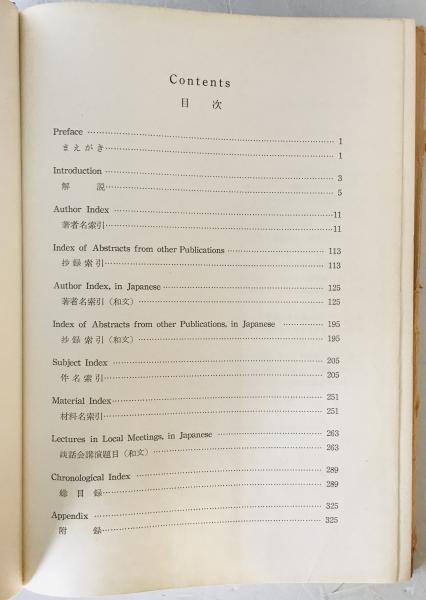 Contents
目 次
Preface 1
まえがき 1
Introduction 3
解 説 5
Author Index 11
著者名索引 11
Index of Abstracts from other Publications 113
抄録索引 113
Author Index, in Japanese 125
著者名索引（和文） 125
Index of Abstracts from other Publications, in Japanese 195
抄録索引（和文） 195
Subject Index 205
件名索引 205
Material Index 251
材料名索引 251
Lectures in Local Meetings, in Japanese 263
談話会講演題目（和文） 263
Chronological Index 289
総目録 289
Appendix 325
附 録 325